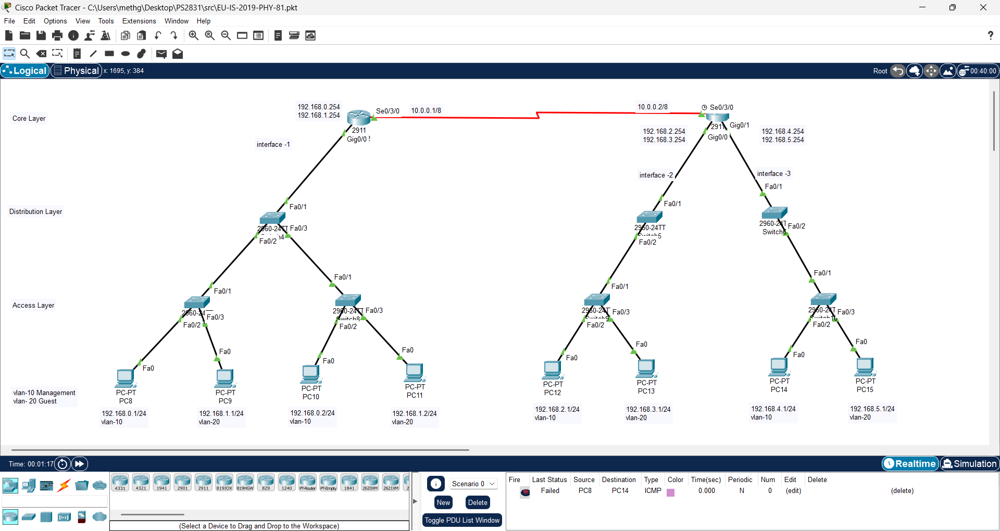 Cisco Packet Tracer - C:\Users\methg\Desktop\PS2831\src\EU-IS-2019-PHY-81.pkt
File Edit Options View Tools Extensions Window Help
?
Logical Physical x: 1695, y: 384
Root 00:40:00
Core Layer
192.168.0.254
192.168.1.254
Se0/3/0 10.0.0.1/8
2911
Gig0/0
10.0.0.2/8 Se0/3/0
2911
Gig0/1
Gig0/0
192.168.2.254
192.168.3.254
192.168.4.254
192.168.5.254
interface -1
interface -2
interface -3
Distribution Layer
Fa0/1
2960-24TT
Fa0/3
Fa0/2
Fa0/1
2960-24TT
Switch5
Fa0/2
Fa0/1
2960-24T
Switch6
Fa0/2
Access Layer
Fa0/1
2960-24
Fa0/3
Fa0/2
Fa0/1
2960-24TT
Switch8
Fa0/3
Fa0/2
Fa0/1
2960-24T
Switch9
Fa0/3
Fa0/2
Fa0/1
2960-24T
Fa0/3
Fa0/2
Fa0
Fa0
Fa0
Fa0
Fa0
Fa0
Fa0
Fa0
vlan-10 Management
vlan- 20 Guest
PC-PT
PC8
192.168.0.1/24
vlan-10
PC-PT
PC9
192.168.1.1/24
vlan-20
PC-PT
PC10
192.168.0.2/24
vlan-10
PC-PT
PC11
192.168.1.2/24
vlan-20
PC-PT
PC12
192.168.2.1/24
vlan-10
PC-PT
PC13
192.168.3.1/24
vlan-20
PC-PT
PC14
192.168.4.1/24
vlan-10
PC-PT
PC15
192.168.5.1/24
vlan-20
Time: 00:01:17
Realtime Simulation
4331 4321 1941 2901 2911 819IOX 819HGW 829 1240 PT-Router PT-Empty 1841 2620XM 2621XM
(Select a Device to Drag and Drop to the Workspace)
Scenario 0
New Delete
Toggle PDU List Window
Fire Last Status Source Destination Type Color Time(sec) Periodic Num Edit Delete
Failed PC8 PC14 ICMP 0.000 N 0 (edit) (delete)